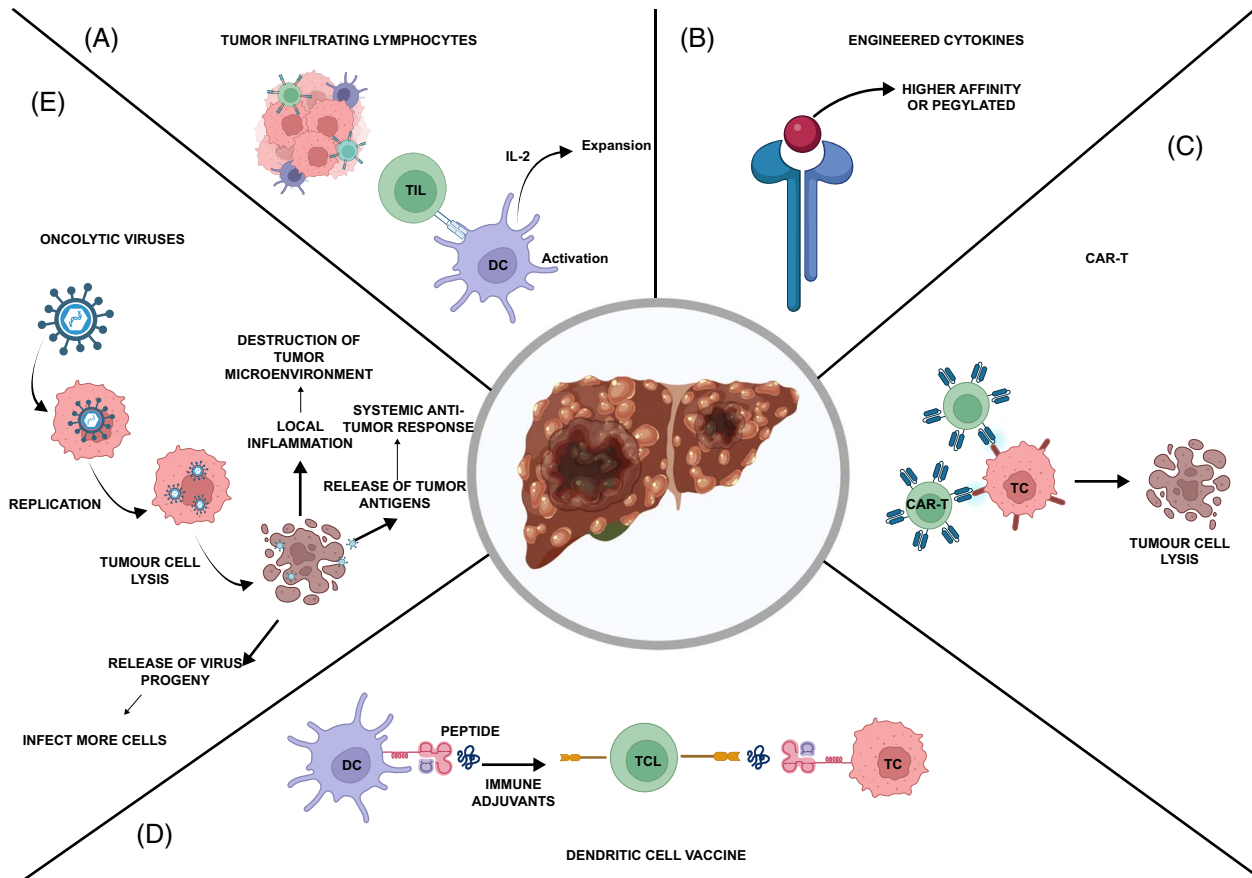 (A)
TUMOR INFILTRATING LYMPHOCYTES
TIL
IL-2
Expansion
DC
Activation
(B)
ENGINEERED CYTOKINES
HIGHER AFFINITY
OR PEGYLATED
(C)
CAR-T
CAR-T
TC
TUMOUR CELL
LYSIS
(E)
ONCOLYTIC VIRUSES
REPLICATION
TUMOUR CELL
LYSIS
DESTRUCTION OF
TUMOR
MICROENVIRONMENT
LOCAL
INFLAMMATION
SYSTEMIC ANTI-
TUMOR RESPONSE
RELEASE OF TUMOR
ANTIGENS
RELEASE OF VIRUS
PROGENY
INFECT MORE CELLS
(D)
DC
PEPTIDE
IMMUNE
ADJUVANTS
TCL
TC
DENDRITIC CELL VACCINE